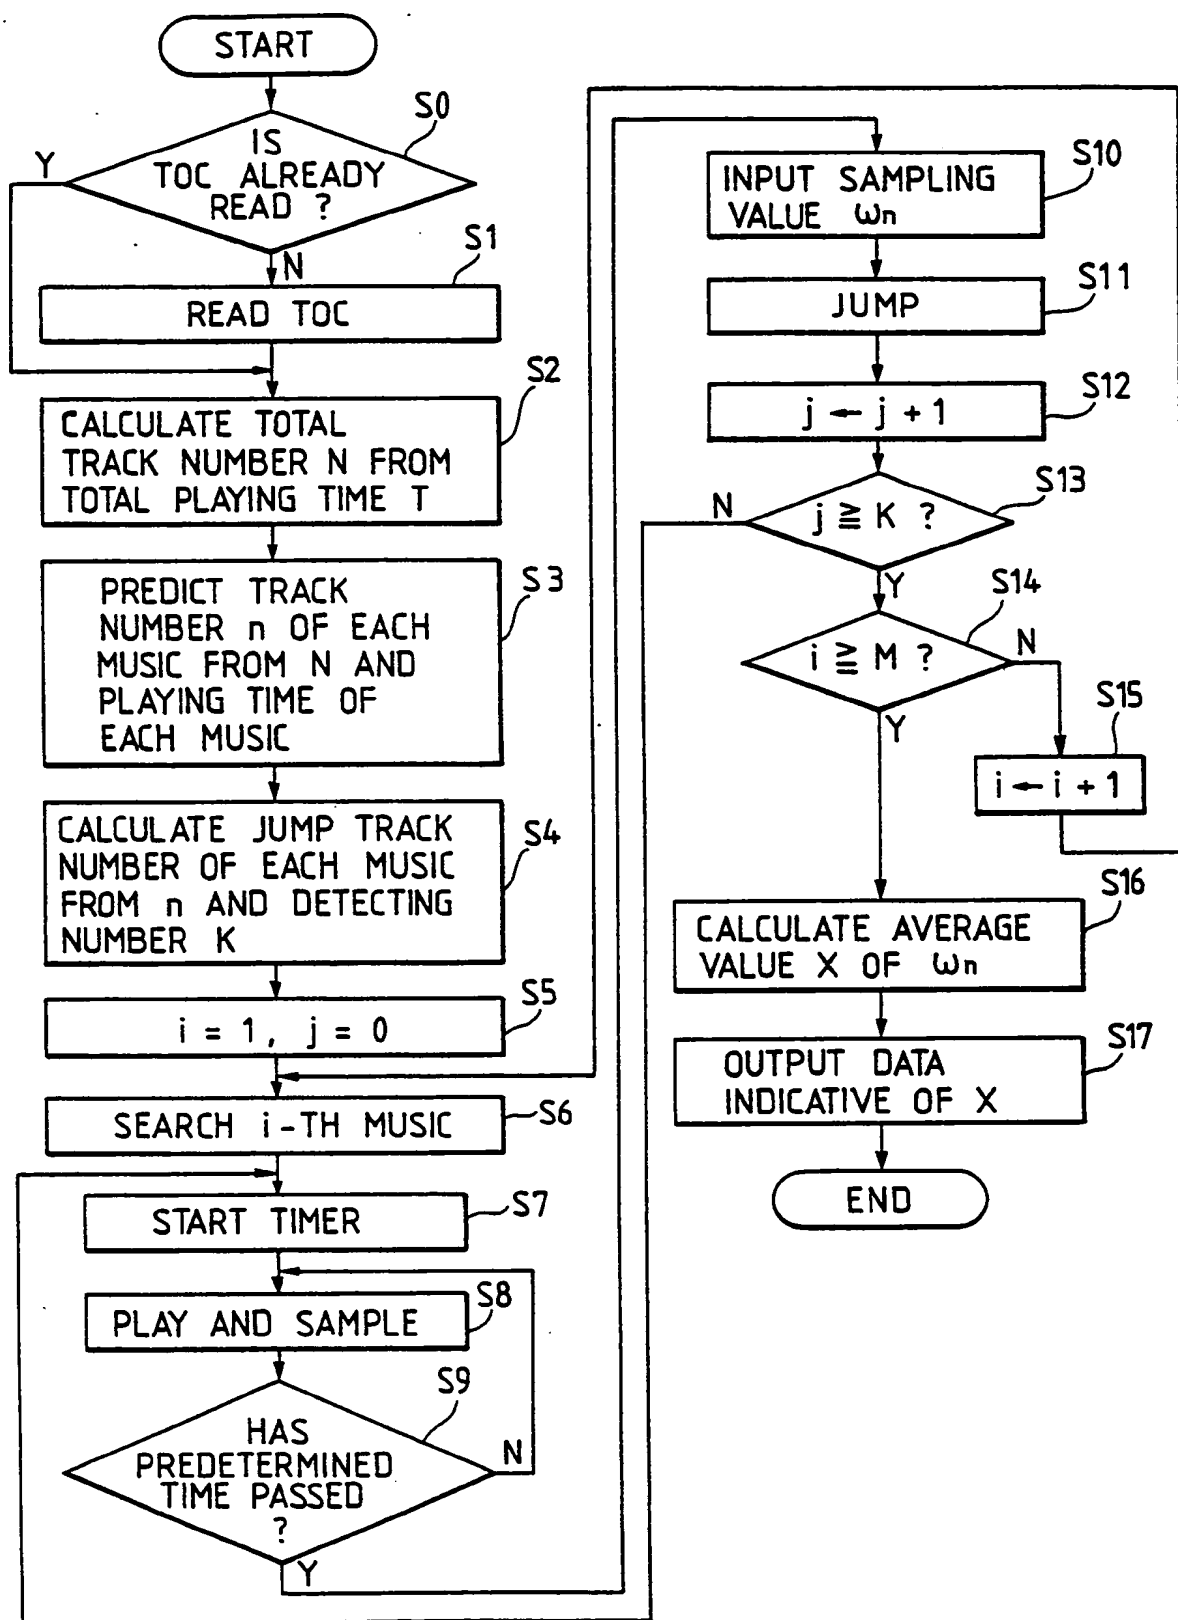 START
S0
IS
TOC ALREADY
READ ?
Y
N
S1
READ TOC
S2
CALCULATE TOTAL
TRACK NUMBER N FROM
TOTAL PLAYING TIME T
S3
PREDICT TRACK
NUMBER n OF EACH
MUSIC FROM N AND
PLAYING TIME OF
EACH MUSIC
S4
CALCULATE JUMP TRACK
NUMBER OF EACH MUSIC
FROM n AND DETECTING
NUMBER K
S5
i = 1 , j = 0
SEARCH i-TH MUSIC
S6
START TIMER
S7
PLAY AND SAMPLE
S8
S9
HAS
PREDETERMINED
TIME PASSED
?
N
Y
S10
INPUT SAMPLING
VALUE ωn
S11
JUMP
S12
j ← j + 1
S13
N
j ≧ K ?
Y
S14
i ≧ M ?
N
Y
S15
i ← i + 1
S16
CALCULATE AVERAGE
VALUE X OF ωn
S17
OUTPUT DATA
INDICATIVE OF X
END